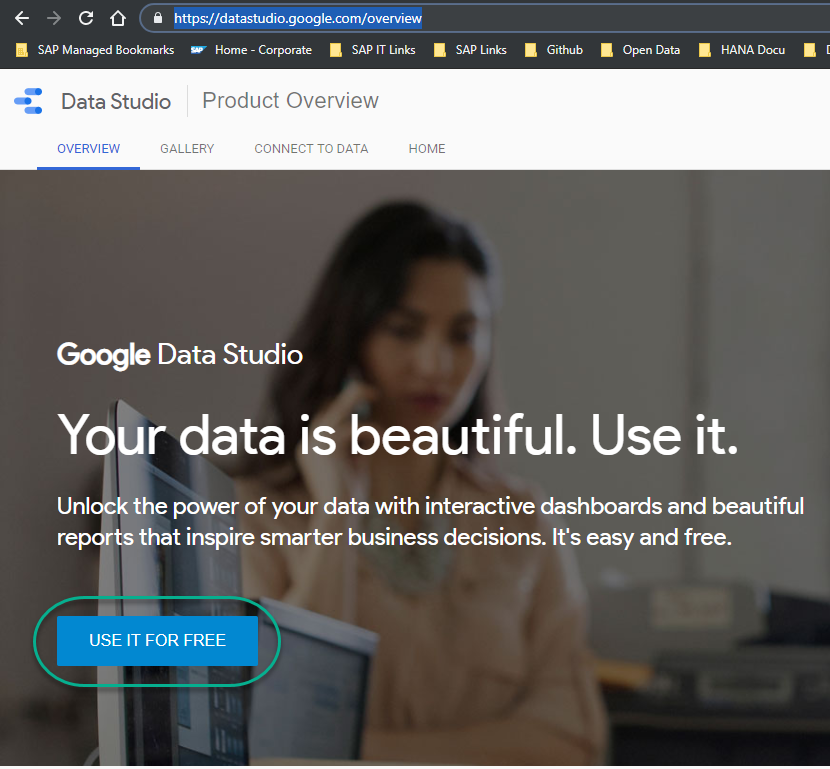 https://datastudio.google.com/overview
SAP Managed Bookmarks SAP Home - Corporate SAP IT Links SAP Links Github Open Data HANA Docu
Data Studio Product Overview
OVERVIEW GALLERY CONNECT TO DATA HOME
Google Data Studio
Your data is beautiful. Use it.
Unlock the power of your data with interactive dashboards and beautiful
reports that inspire smarter business decisions. It's easy and free.
USE IT FOR FREE